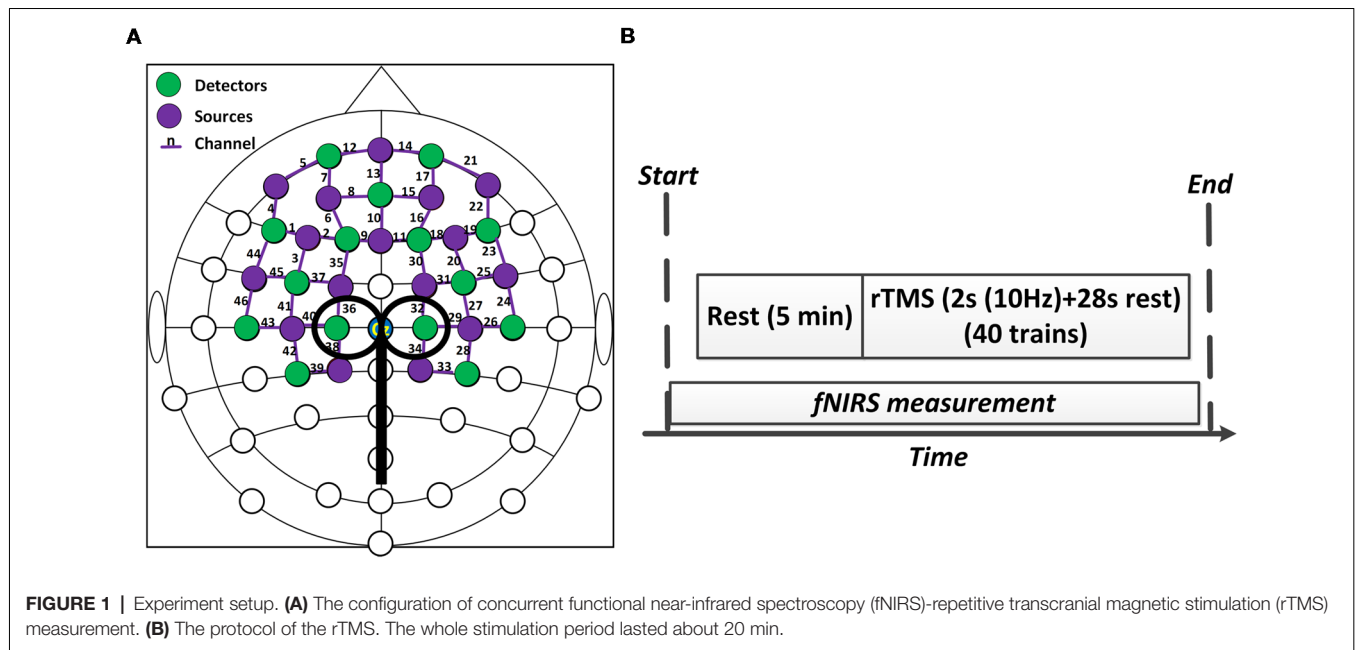 A
B
Detectors
Sources
n Channel
12 14
5 21
7 13 17
8 15
4 22
6 10 16
1 2 9 11 18 19
3 35 30 20 23
44
45 37 31 25
46 41 36 32 27 24
43 40 Cz 29 26
42 38 34 28
39 33
Start
End
Rest (5 min)
rTMS (2s (10Hz)+28s rest)
(40 trains)
fNIRS measurement
Time
FIGURE 1 | Experiment setup. (A) The configuration of concurrent functional near-infrared spectroscopy (fNIRS)-repetitive transcranial magnetic stimulation (rTMS)
measurement. (B) The protocol of the rTMS. The whole stimulation period lasted about 20 min.